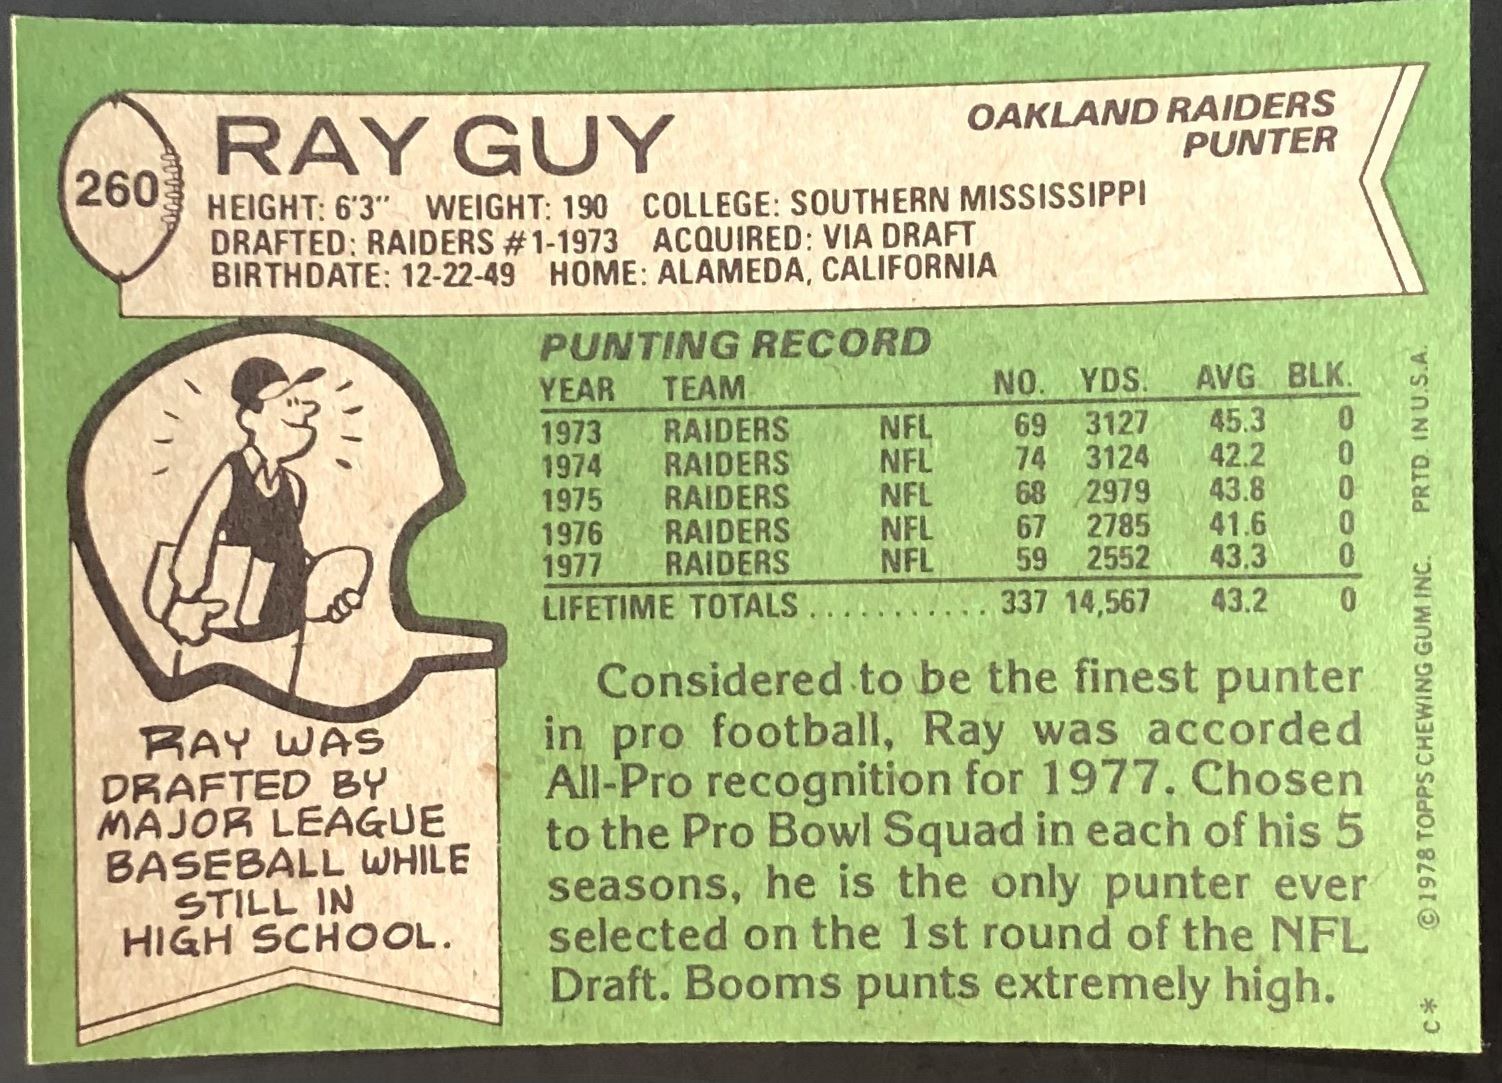 260
RAY GUY
OAKLAND RAIDERS
PUNTER
HEIGHT: 6'3" WEIGHT: 190 COLLEGE: SOUTHERN MISSISSIPPI
DRAFTED: RAIDERS #1-1973 ACQUIRED: VIA DRAFT
BIRTHDATE: 12-22-49 HOME: ALAMEDA, CALIFORNIA
PUNTING RECORD
YEAR TEAM NO. YDS. AVG BLK.
1973 RAIDERS NFL 69 3127 45.3 0
1974 RAIDERS NFL 74 3124 42.2 0
1975 RAIDERS NFL 68 2979 43.8 0
1976 RAIDERS NFL 67 2785 41.6 0
1977 RAIDERS NFL 59 2552 43.3 0
LIFETIME TOTALS . . . . . . . . . . . 337 14,567 43.2 0
Considered to be the finest punter
in pro football, Ray was accorded
All-Pro recognition for 1977. Chosen
to the Pro Bowl Squad in each of his 5
seasons, he is the only punter ever
selected on the 1st round of the NFL
Draft. Booms punts extremely high.
RAY WAS
DRAFTED BY
MAJOR LEAGUE
BASEBALL WHILE
STILL IN
HIGH SCHOOL.
C* © 1978 TOPPS CHEWING GUM INC. PRTD. IN U.S.A.